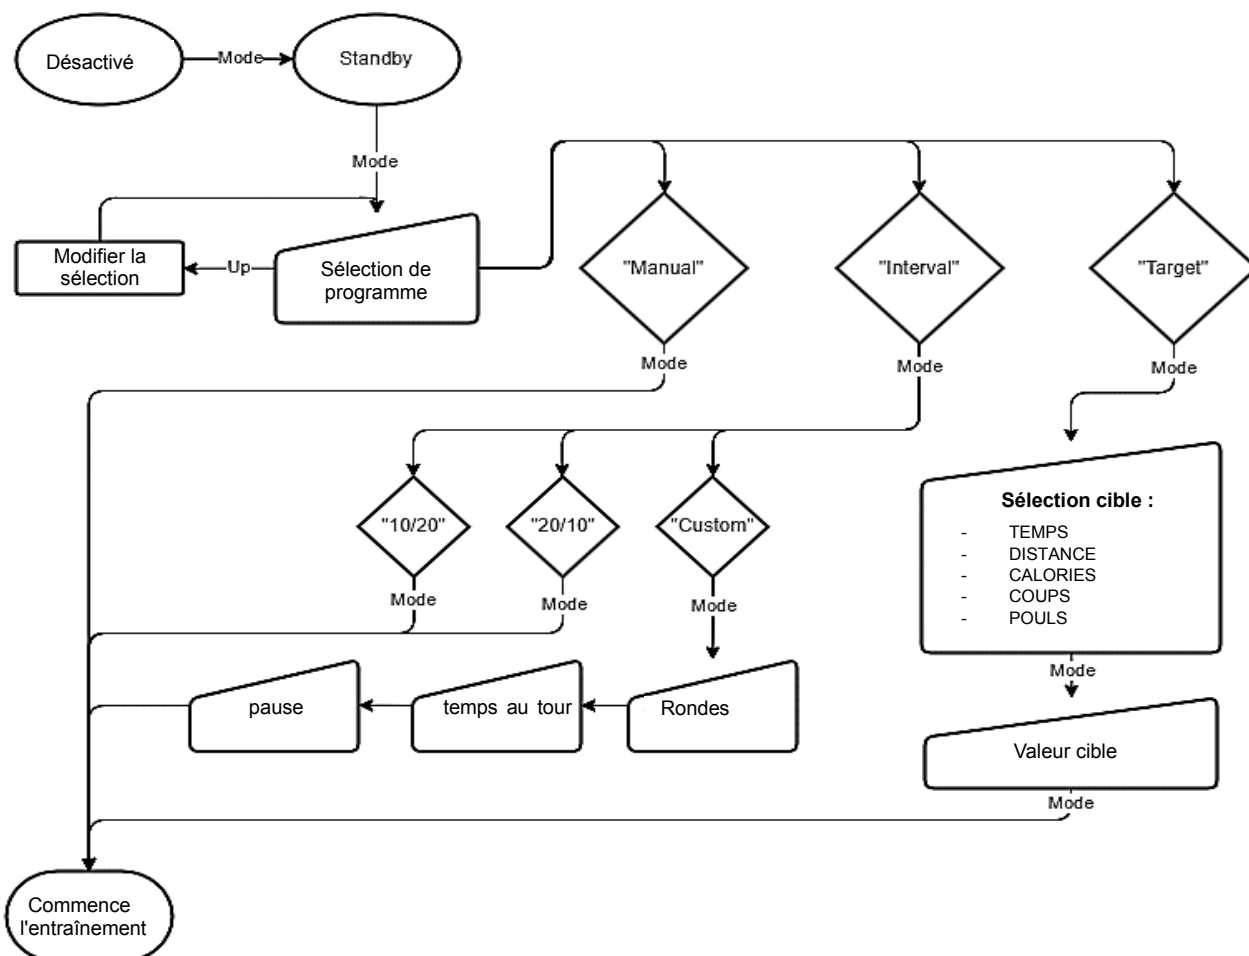 Désactivé
Mode
Standby
Mode
Modifier la
sélection
Up
Sélection de
programme
"Manual"
"Interval"
"Target"
Mode
Mode
Mode
"10/20"
"20/10"
"Custom"
Mode
Mode
Mode
Sélection cible :
- TEMPS
- DISTANCE
- CALORIES
- COUPS
- POULS
Mode
pause
temps au tour
Rondes
Valeur cible
Mode
Commence
l'entraînement